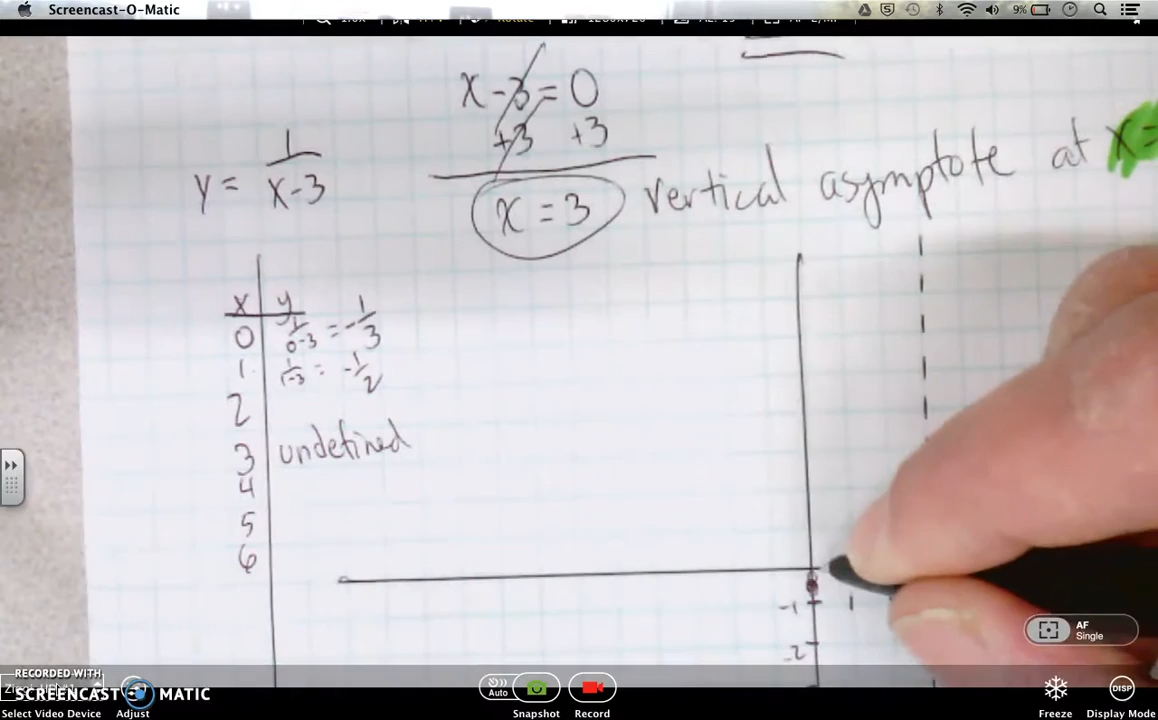 Screencast-O-Matic
9%
x-3=0
+3 +3
y = 1/(x-3)
x = 3 vertical asymptote at x=
x y
0 1/(0-3) = -1/3
1 1/(1-3) = -1/2
2
3 undefined
4
5
6
-1
-2
AF
Single
RECORDED WITH
SCREENCAST MATIC
Select Video Device
Adjust
Auto
Snapshot
Record
Freeze
DISP
Display Mode